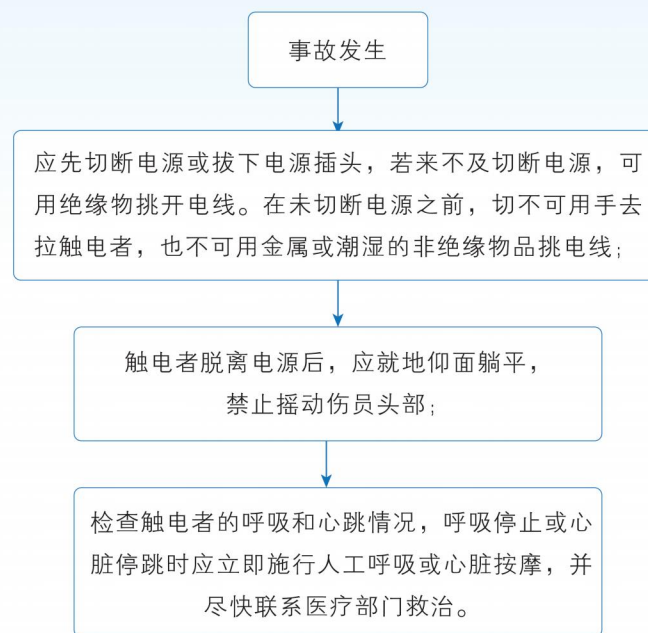 事故发生
应先切断电源或拔下电源插头，若来不及切断电源，可
用绝缘物挑开电线。在未切断电源之前，切不可用手去
拉触电者，也不可用金属或潮湿的非绝缘物品挑电线；
触电者脱离电源后，应就地仰面躺平，
禁止摇动伤员头部；
检查触电者的呼吸和心跳情况，呼吸停止或心
脏停跳时应立即施行人工呼吸或心脏按摩，并
尽快联系医疗部门救治。